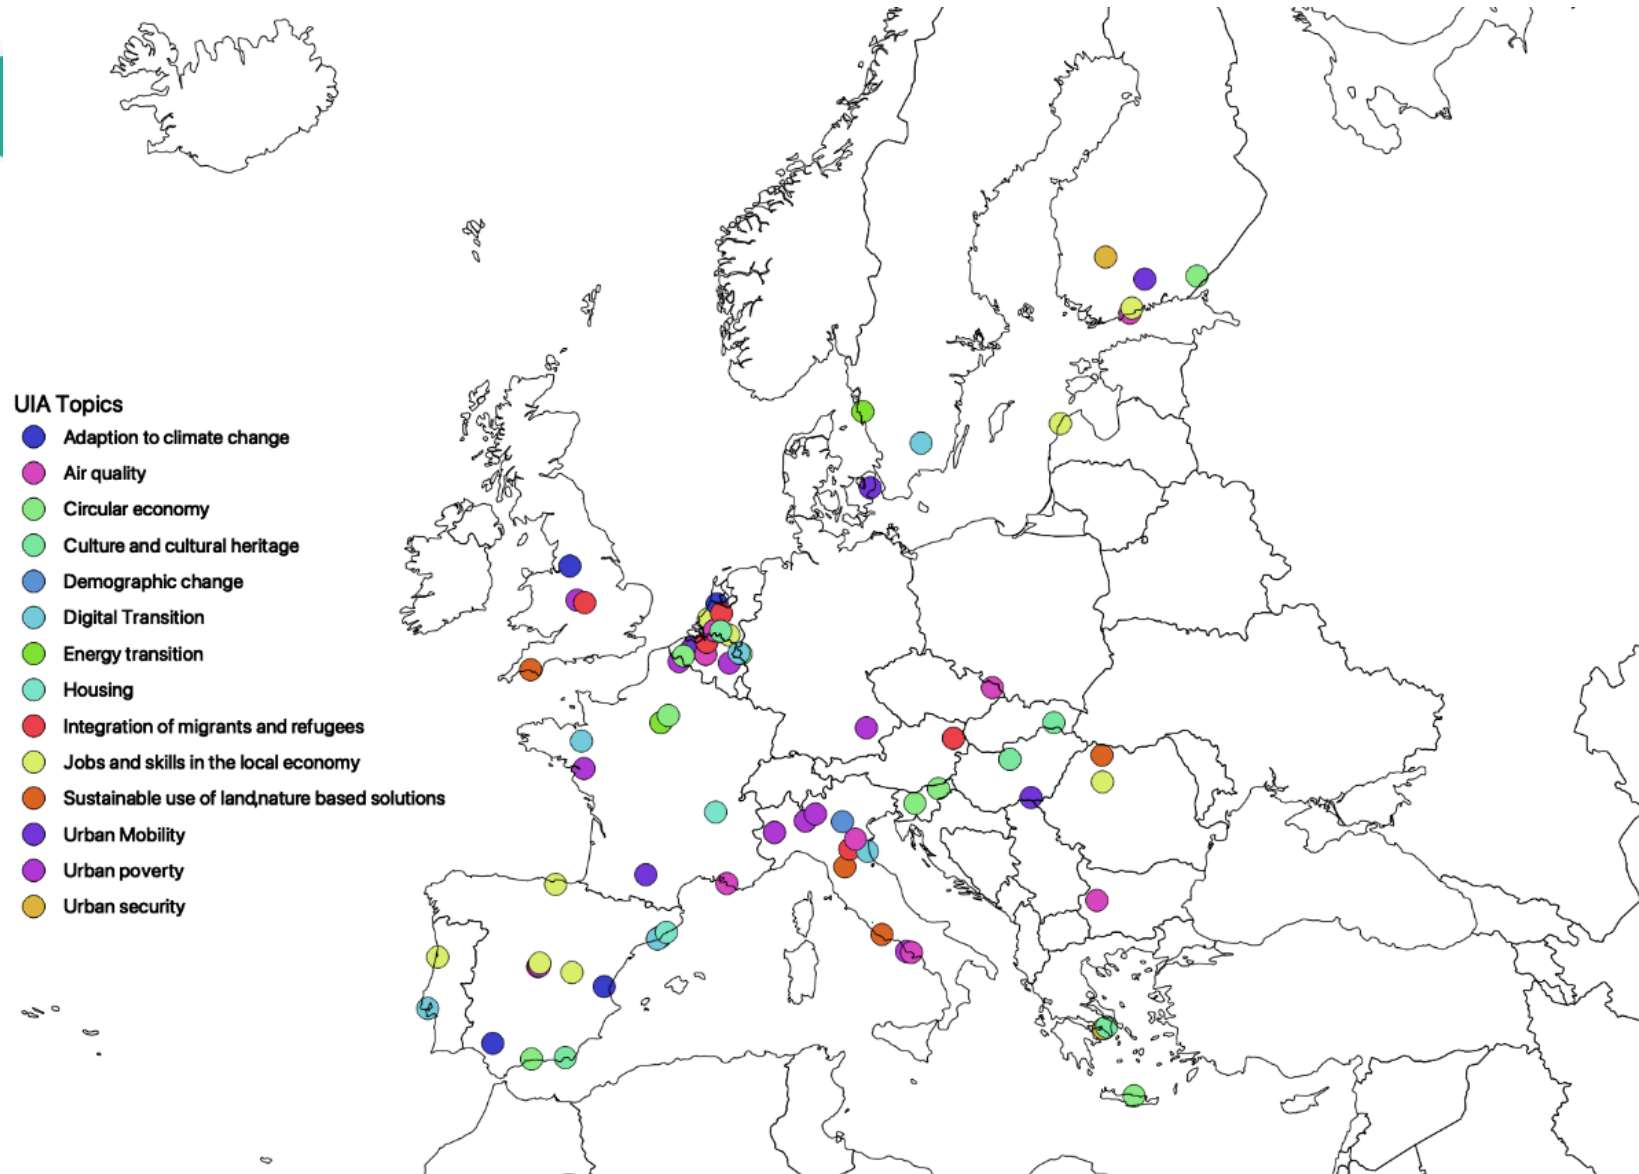 UIA Topics
Adaption to climate change
Air quality
Circular economy
Culture and cultural heritage
Demographic change
Digital Transition
Energy transition
Housing
Integration of migrants and refugees
Jobs and skills in the local economy
Sustainable use of land,nature based solutions
Urban Mobility
Urban poverty
Urban security